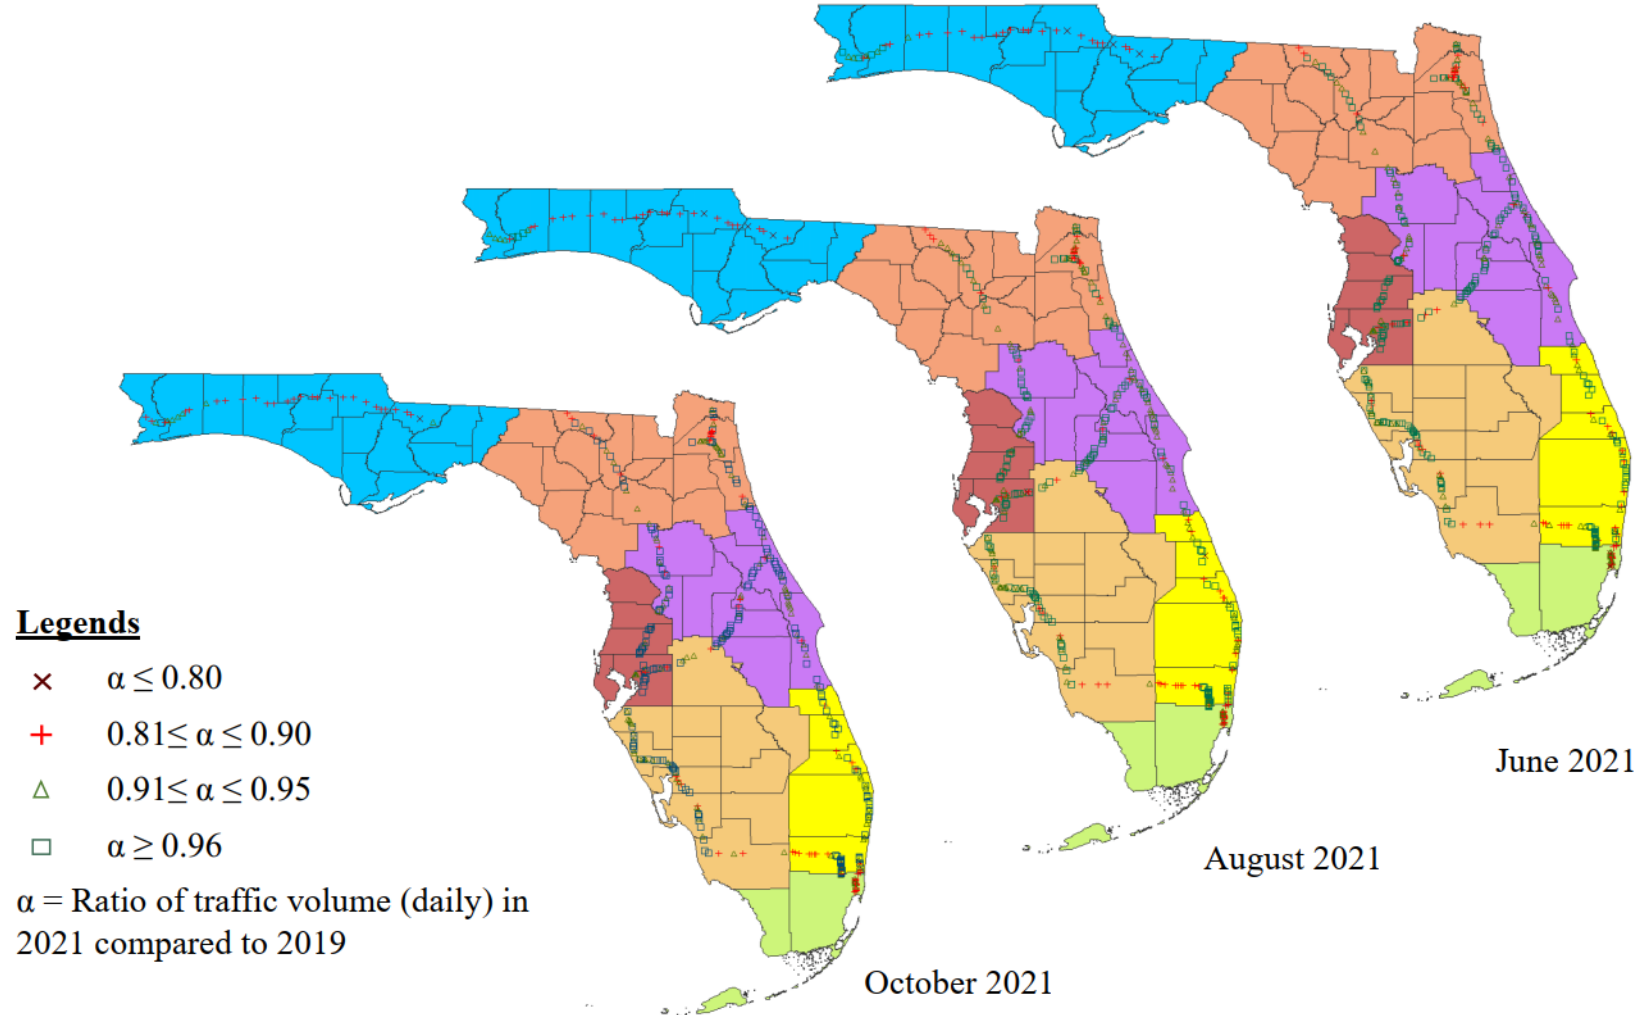 Legends
α ≤ 0.80
0.81≤ α ≤ 0.90
0.91≤ α ≤ 0.95
α ≥ 0.96
α = Ratio of traffic volume (daily) in
2021 compared to 2019
October 2021
August 2021
June 2021